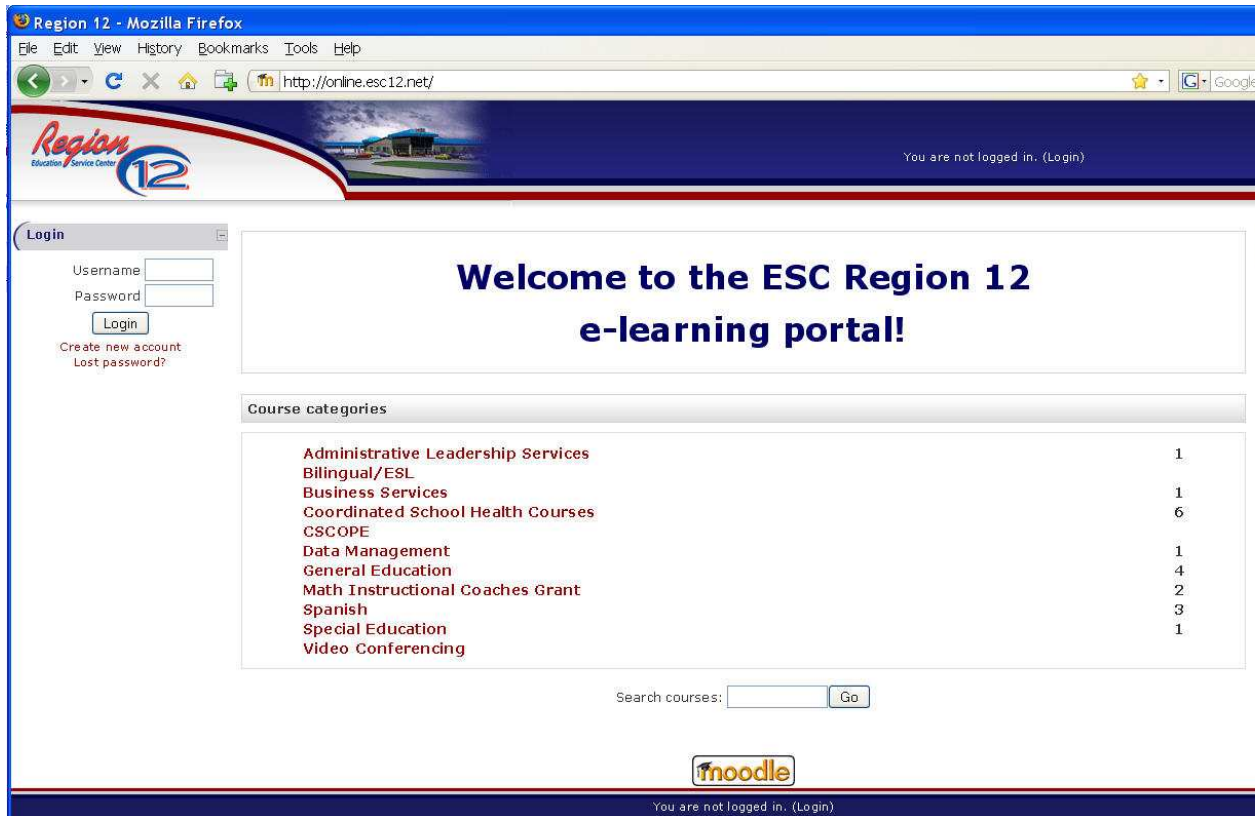 Region 12 - Mozilla Firefox
File Edit View History Bookmarks Tools Help
http://online.esc12.net/
G Google
Region
Education Service Center
12
You are not logged in. (Login)
Login
Username
Password
Login
Create new account
Lost password?
Welcome to the ESC Region 12
e-learning portal!
Course categories
Administrative Leadership Services 1
Bilingual/ESL
Business Services 1
Coordinated School Health Courses 6
CSCOPE
Data Management 1
General Education 4
Math Instructional Coaches Grant 2
Spanish 3
Special Education 1
Video Conferencing
Search courses: Go
moodle
You are not logged in. (Login)